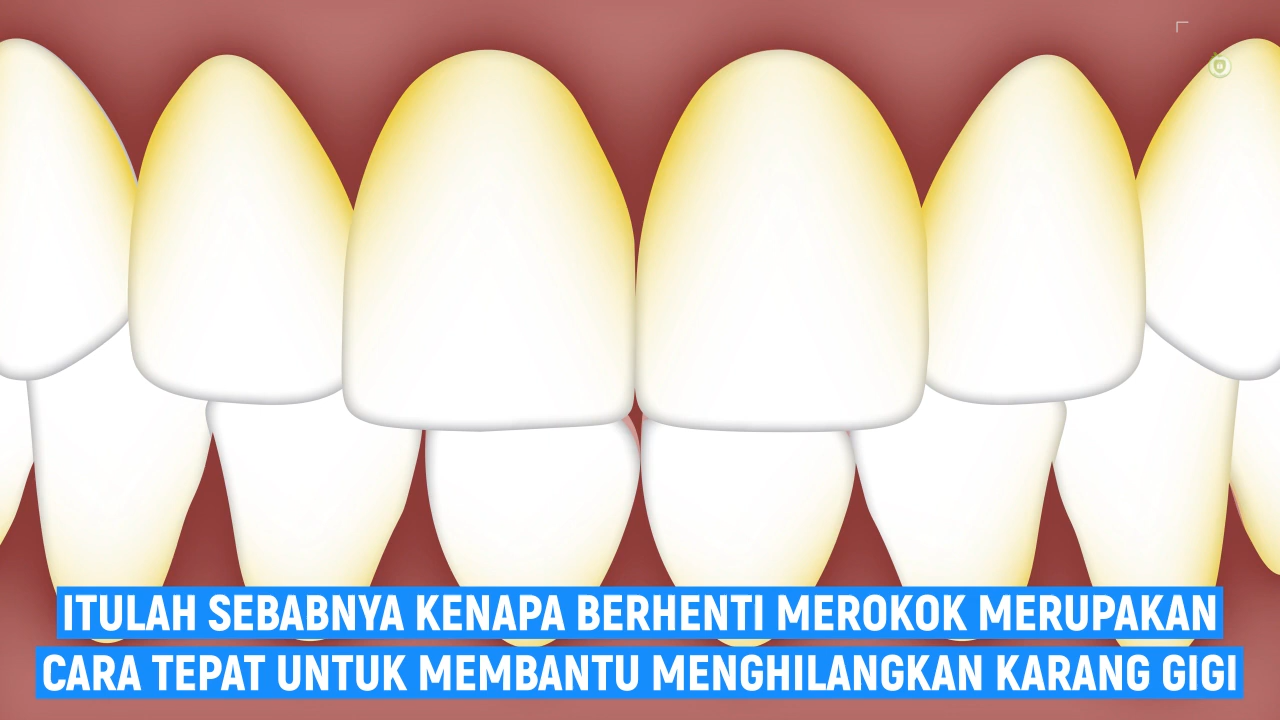 ITULAH SEBABNYA KENAPA BERHENTI MEROKOK MERUPAKAN
CARA TEPAT UNTUK MEMBANTU MENGHILANGKAN KARANG GIGI